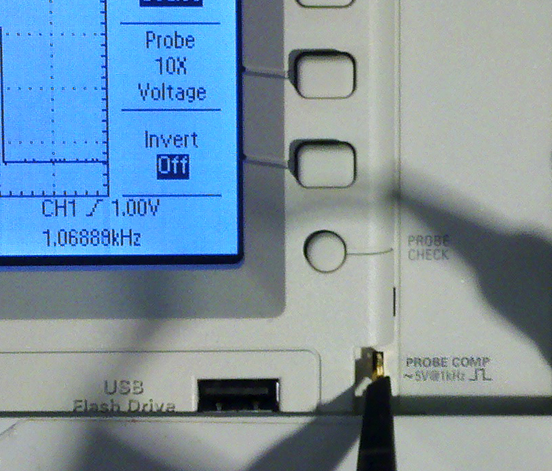 Probe
10X
Voltage
Invert
Off
CH1 1.00V
1.06889kHz
PROBE
CHECK
PROBE COMP
~5V@1kHz
USB
Flash Drive